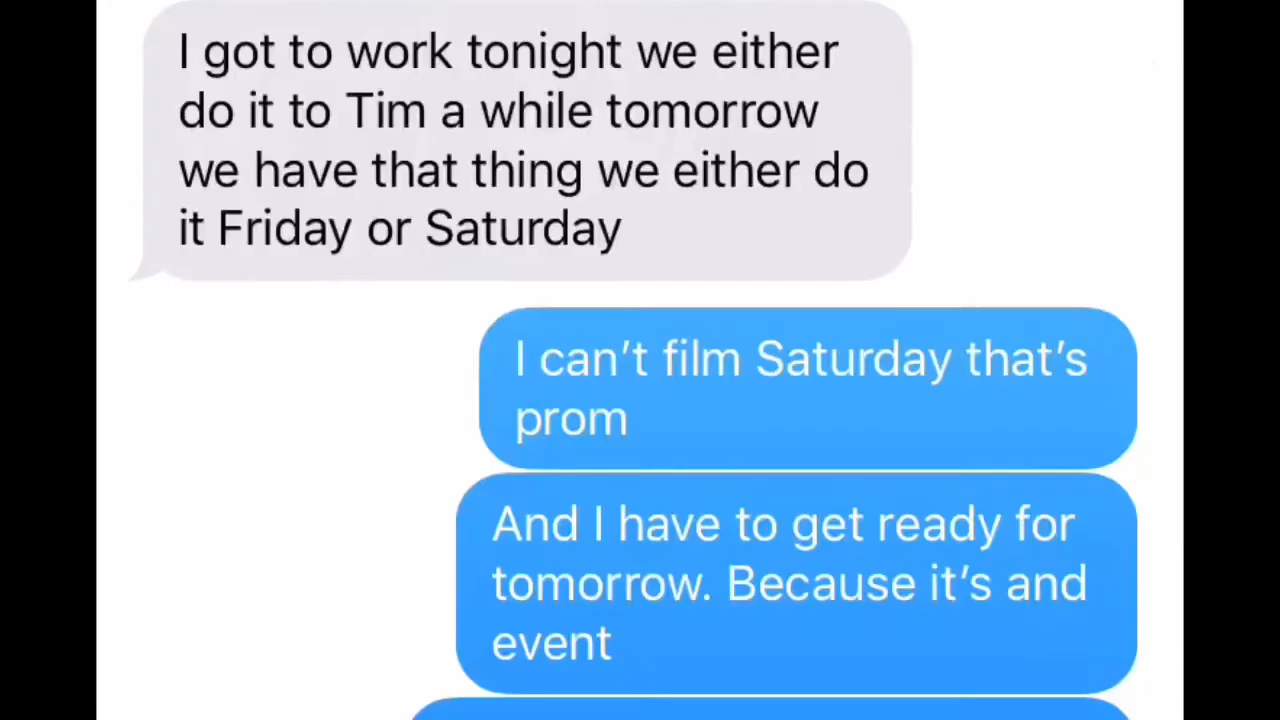 I got to work tonight we either
do it to Tim a while tomorrow
we have that thing we either do
it Friday or Saturday
I can’t film Saturday that’s
prom
And I have to get ready for
tomorrow. Because it’s and
event